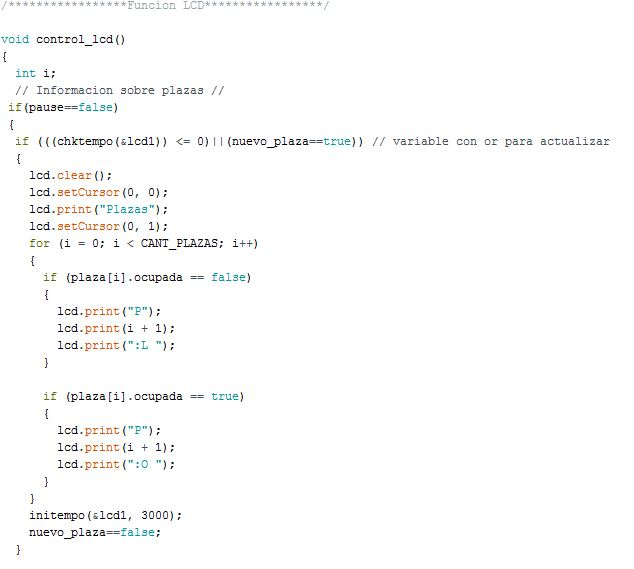 /*****************Funcion LCD*****************/
void control_lcd()
{
int i;
// Informacion sobre plazas //
if(pause==false)
{
if (((chktempo(&lcd1)) <= 0)||(nuevo_plaza==true)) // variable con or para actualizar
{
lcd.clear();
lcd.setCursor(0, 0);
lcd.print("Plazas");
lcd.setCursor(0, 1);
for (i = 0; i < CANT_PLAZAS; i++)
{
if (plaza[i].ocupada == false)
{
lcd.print("P");
lcd.print(i + 1);
lcd.print(":L ");
}
if (plaza[i].ocupada == true)
{
lcd.print("P");
lcd.print(i + 1);
lcd.print(":O ");
}
}
initempo(&lcd1, 3000);
nuevo_plaza==false;
}